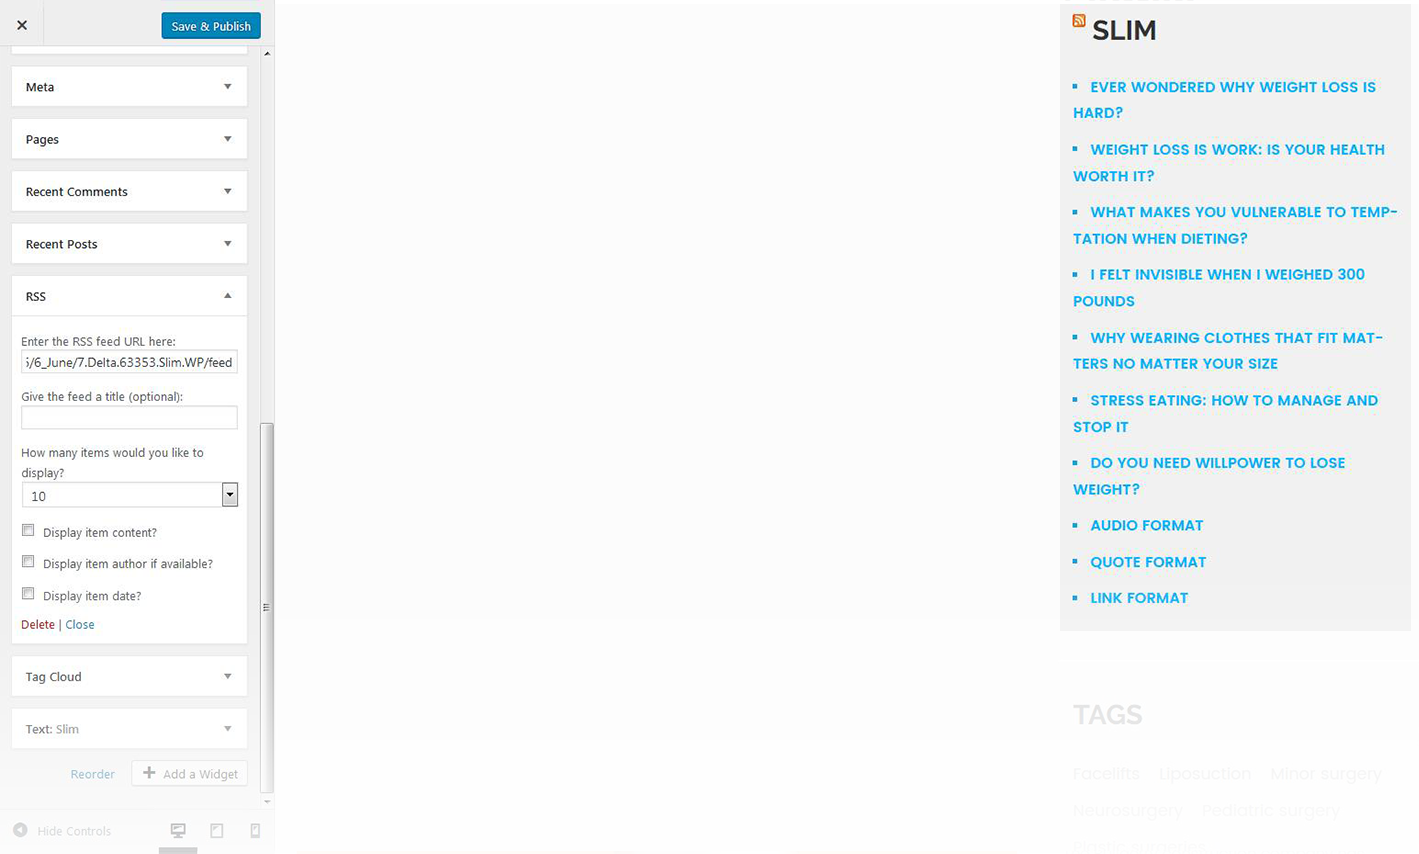 Save & Publish
Meta
Pages
Recent Comments
Recent Posts
RSS
Enter the RSS feed URL here:
/6_June/7.Delta.63353.Slim.WP/feed
Give the feed a title (optional):
How many items would you like to
display?
10
Display item content?
Display item author if available?
Display item date?
Delete | Close
Tag Cloud
Text: Slim
Reorder
Add a Widget
Hide Controls
SLIM
EVER WONDERED WHY WEIGHT LOSS IS
HARD?
WEIGHT LOSS IS WORK: IS YOUR HEALTH
WORTH IT?
WHAT MAKES YOU VULNERABLE TO TEMP-
TATION WHEN DIETING?
I FELT INVISIBLE WHEN I WEIGHED 300
POUNDS
WHY WEARING CLOTHES THAT FIT MAT-
TERS NO MATTER YOUR SIZE
STRESS EATING: HOW TO MANAGE AND
STOP IT
DO YOU NEED WILLPOWER TO LOSE
WEIGHT?
AUDIO FORMAT
QUOTE FORMAT
LINK FORMAT
TAGS
Facelifts Liposuction Minor surgery
Neurosurgery Pediatric surgery